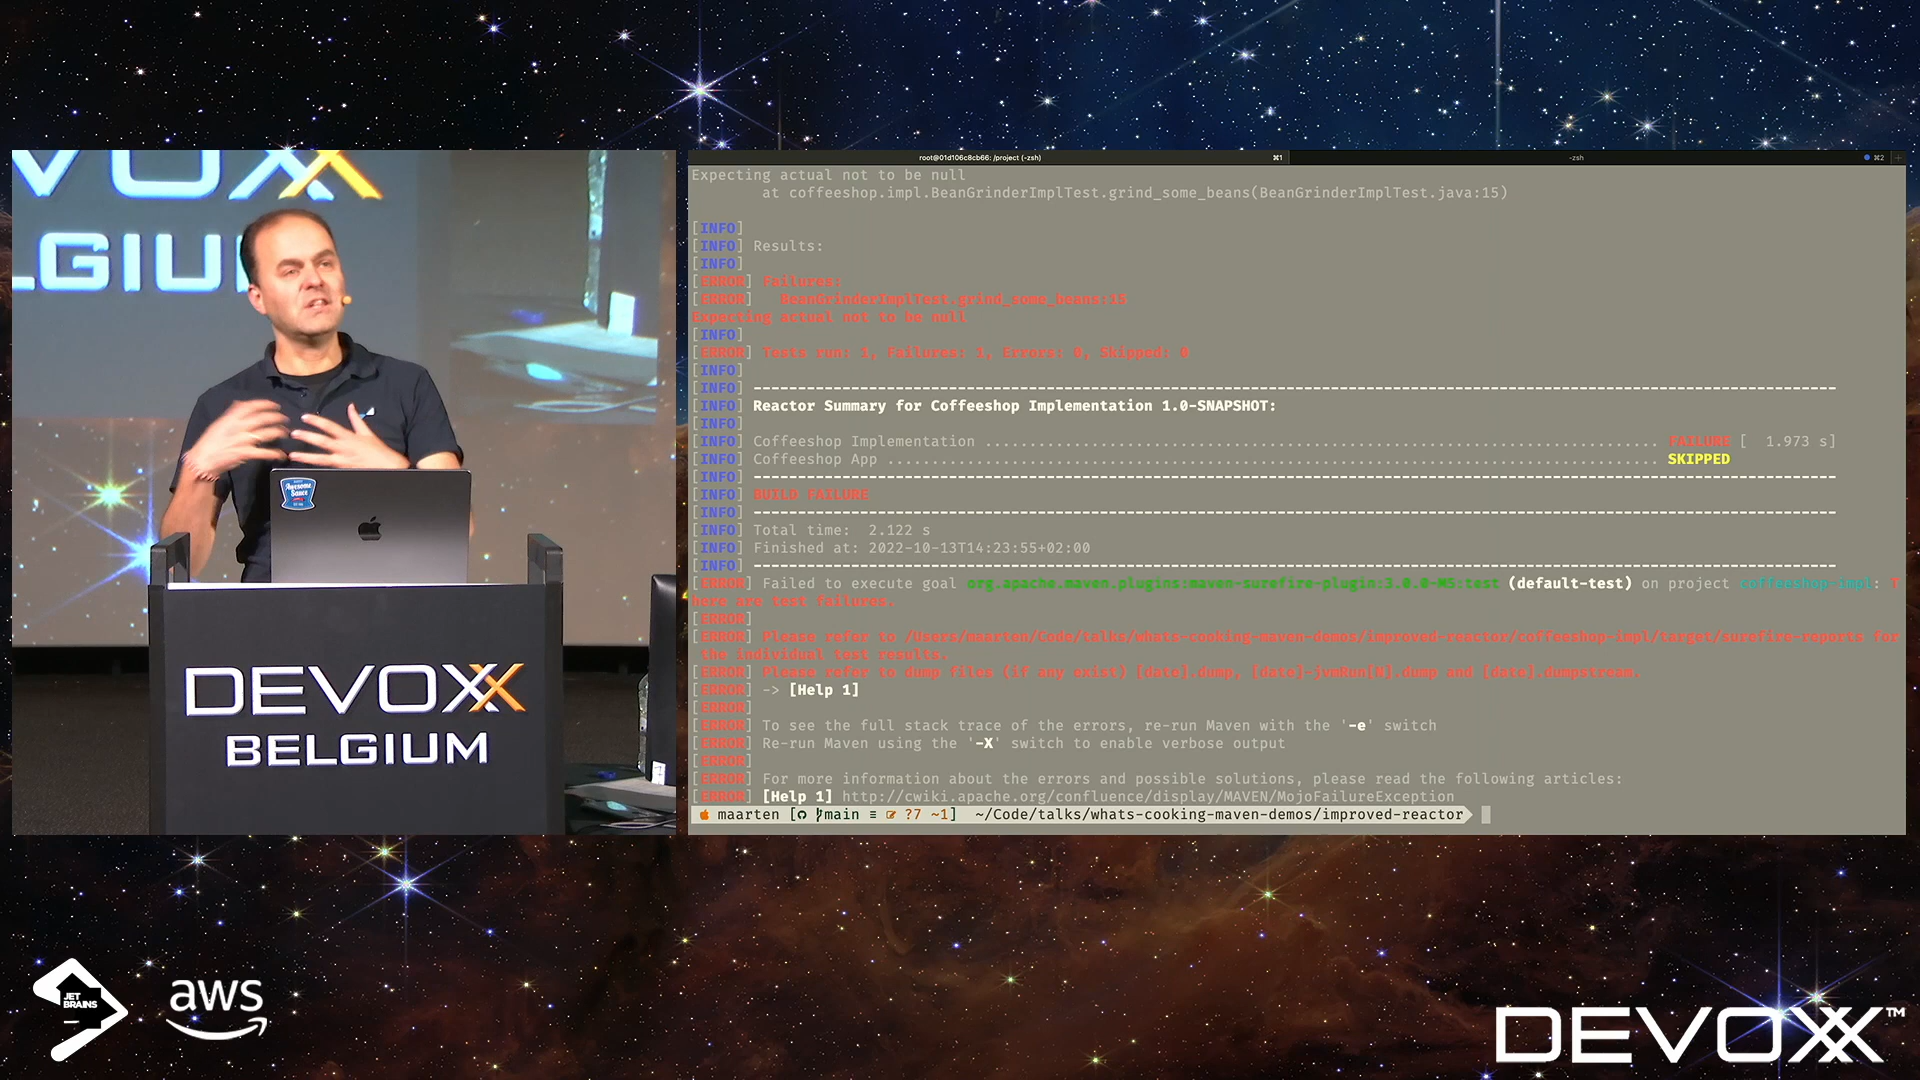 VOXX
LGIU
Awesome
Sauce
DEVOXX
BELGIUM
root@01d106c8cb66: /project (-zsh)
⌘1
-zsh
⌘2
+
Expecting actual not to be null
at coffeeshop.impl.BeanGrinderImplTest.grind_some_beans(BeanGrinderImplTest.java:15)
[INFO]
[INFO] Results:
[INFO]
[ERROR] Failures:
[ERROR]   BeanGrinderImplTest.grind_some_beans:15
Expecting actual not to be null
[INFO]
[ERROR] Tests run: 1, Failures: 1, Errors: 0, Skipped: 0
[INFO]
[INFO] ------------------------------------------------------------------------
[INFO] Reactor Summary for Coffeeshop Implementation 1.0-SNAPSHOT:
[INFO]
[INFO] Coffeeshop Implementation ............................................................................ FAILURE [  1.973 s]
[INFO] Coffeeshop App ....................................................................................... SKIPPED
[INFO] ------------------------------------------------------------------------
[INFO] BUILD FAILURE
[INFO] ------------------------------------------------------------------------
[INFO] Total time:  2.122 s
[INFO] Finished at: 2022-10-13T14:23:55+02:00
[INFO] ------------------------------------------------------------------------
[ERROR] Failed to execute goal org.apache.maven.plugins:maven-surefire-plugin:3.0.0-M5:test (default-test) on project coffeeshop-impl: T
here are test failures.
[ERROR]
[ERROR] Please refer to /Users/maarten/Code/talks/whats-cooking-maven-demos/improved-reactor/coffeeshop-impl/target/surefire-reports for
the individual test results.
[ERROR] Please refer to dump files (if any exist) [date].dump, [date]-jvmRun[N].dump and [date].dumpstream.
[ERROR] -> [Help 1]
[ERROR]
[ERROR] To see the full stack trace of the errors, re-run Maven with the '-e' switch
[ERROR] Re-run Maven using the '-X' switch to enable verbose output
[ERROR]
[ERROR] For more information about the errors and possible solutions, please read the following articles:
[ERROR] [Help 1] http://cwiki.apache.org/confluence/display/MAVEN/MojoFailureException
maarten [main ≡ ?7 ~1] ~/Code/talks/whats-cooking-maven-demos/improved-reactor
JET
BRAINS
aws
DEVOXX™